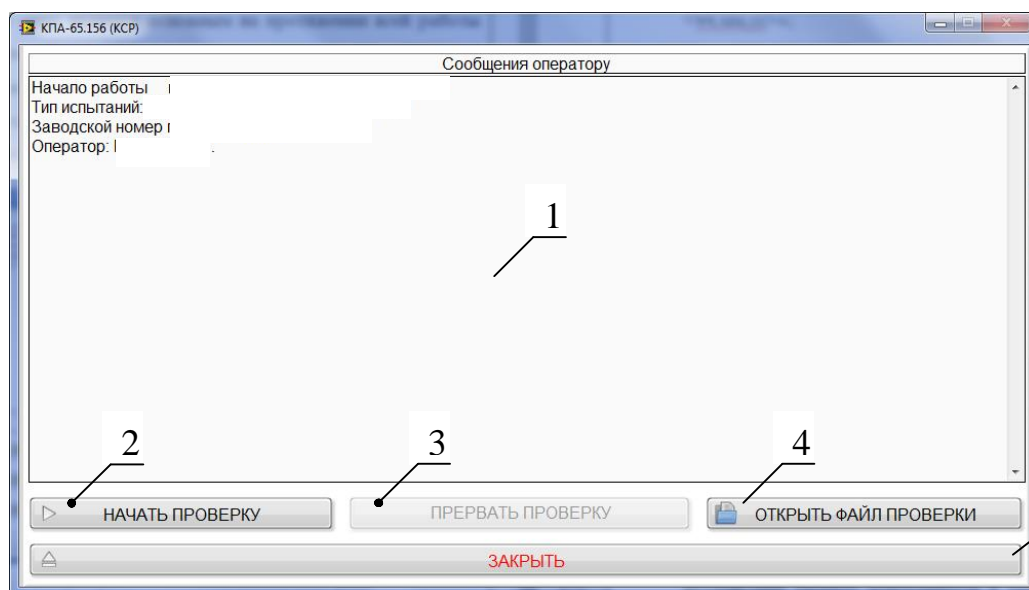 КПА-65.156 (КСР)
Сообщения оператору
Начало работы
Тип испытаний:
Заводской номер
Оператор:
1
2
3
4
НАЧАТЬ ПРОВЕРКУ
ПРЕРВАТЬ ПРОВЕРКУ
ОТКРЫТЬ ФАЙЛ ПРОВЕРКИ
ЗАКРЫТЬ